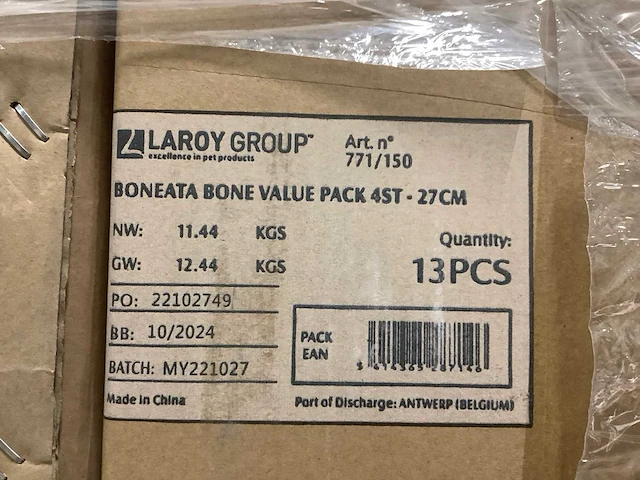 LAROY GROUP™
excellence in pet products
Art. n°
771/150
BONEATA BONE VALUE PACK 4ST - 27CM
NW: 11.44 KGS
GW: 12.44 KGS
Quantity:
13PCS
PO: 22102749
BB: 10/2024
BATCH: MY221027
PACK
EAN
Made in China
Port of Discharge: ANTWERP (BELGIUM)